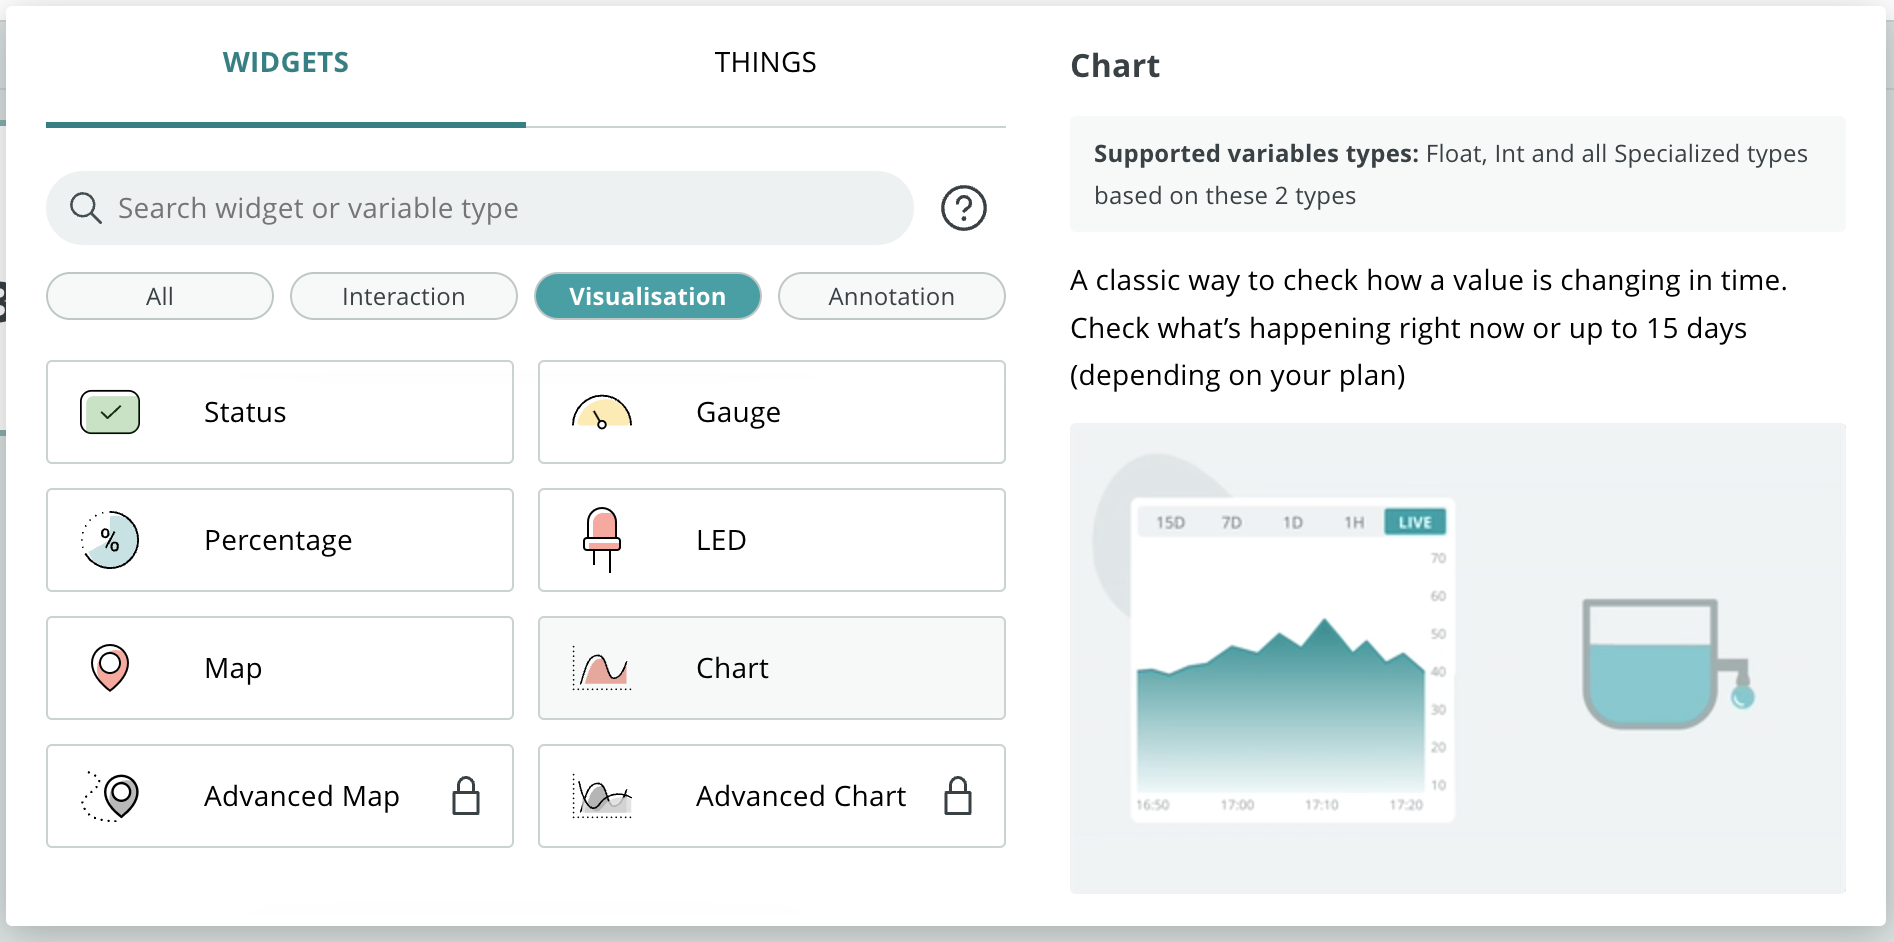 WIDGETS
THINGS
Search widget or variable type
All
Interaction
Visualisation
Annotation
Status
Gauge
%
Percentage
LED
Map
Chart
Advanced Map
Advanced Chart
Chart
Supported variables types: Float, Int and all Specialized types
based on these 2 types
A classic way to check how a value is changing in time.
Check what’s happening right now or up to 15 days
(depending on your plan)
15D 7D 1D 1H LIVE
70
60
50
40
30
20
10
16:50 17:00 17:10 17:20